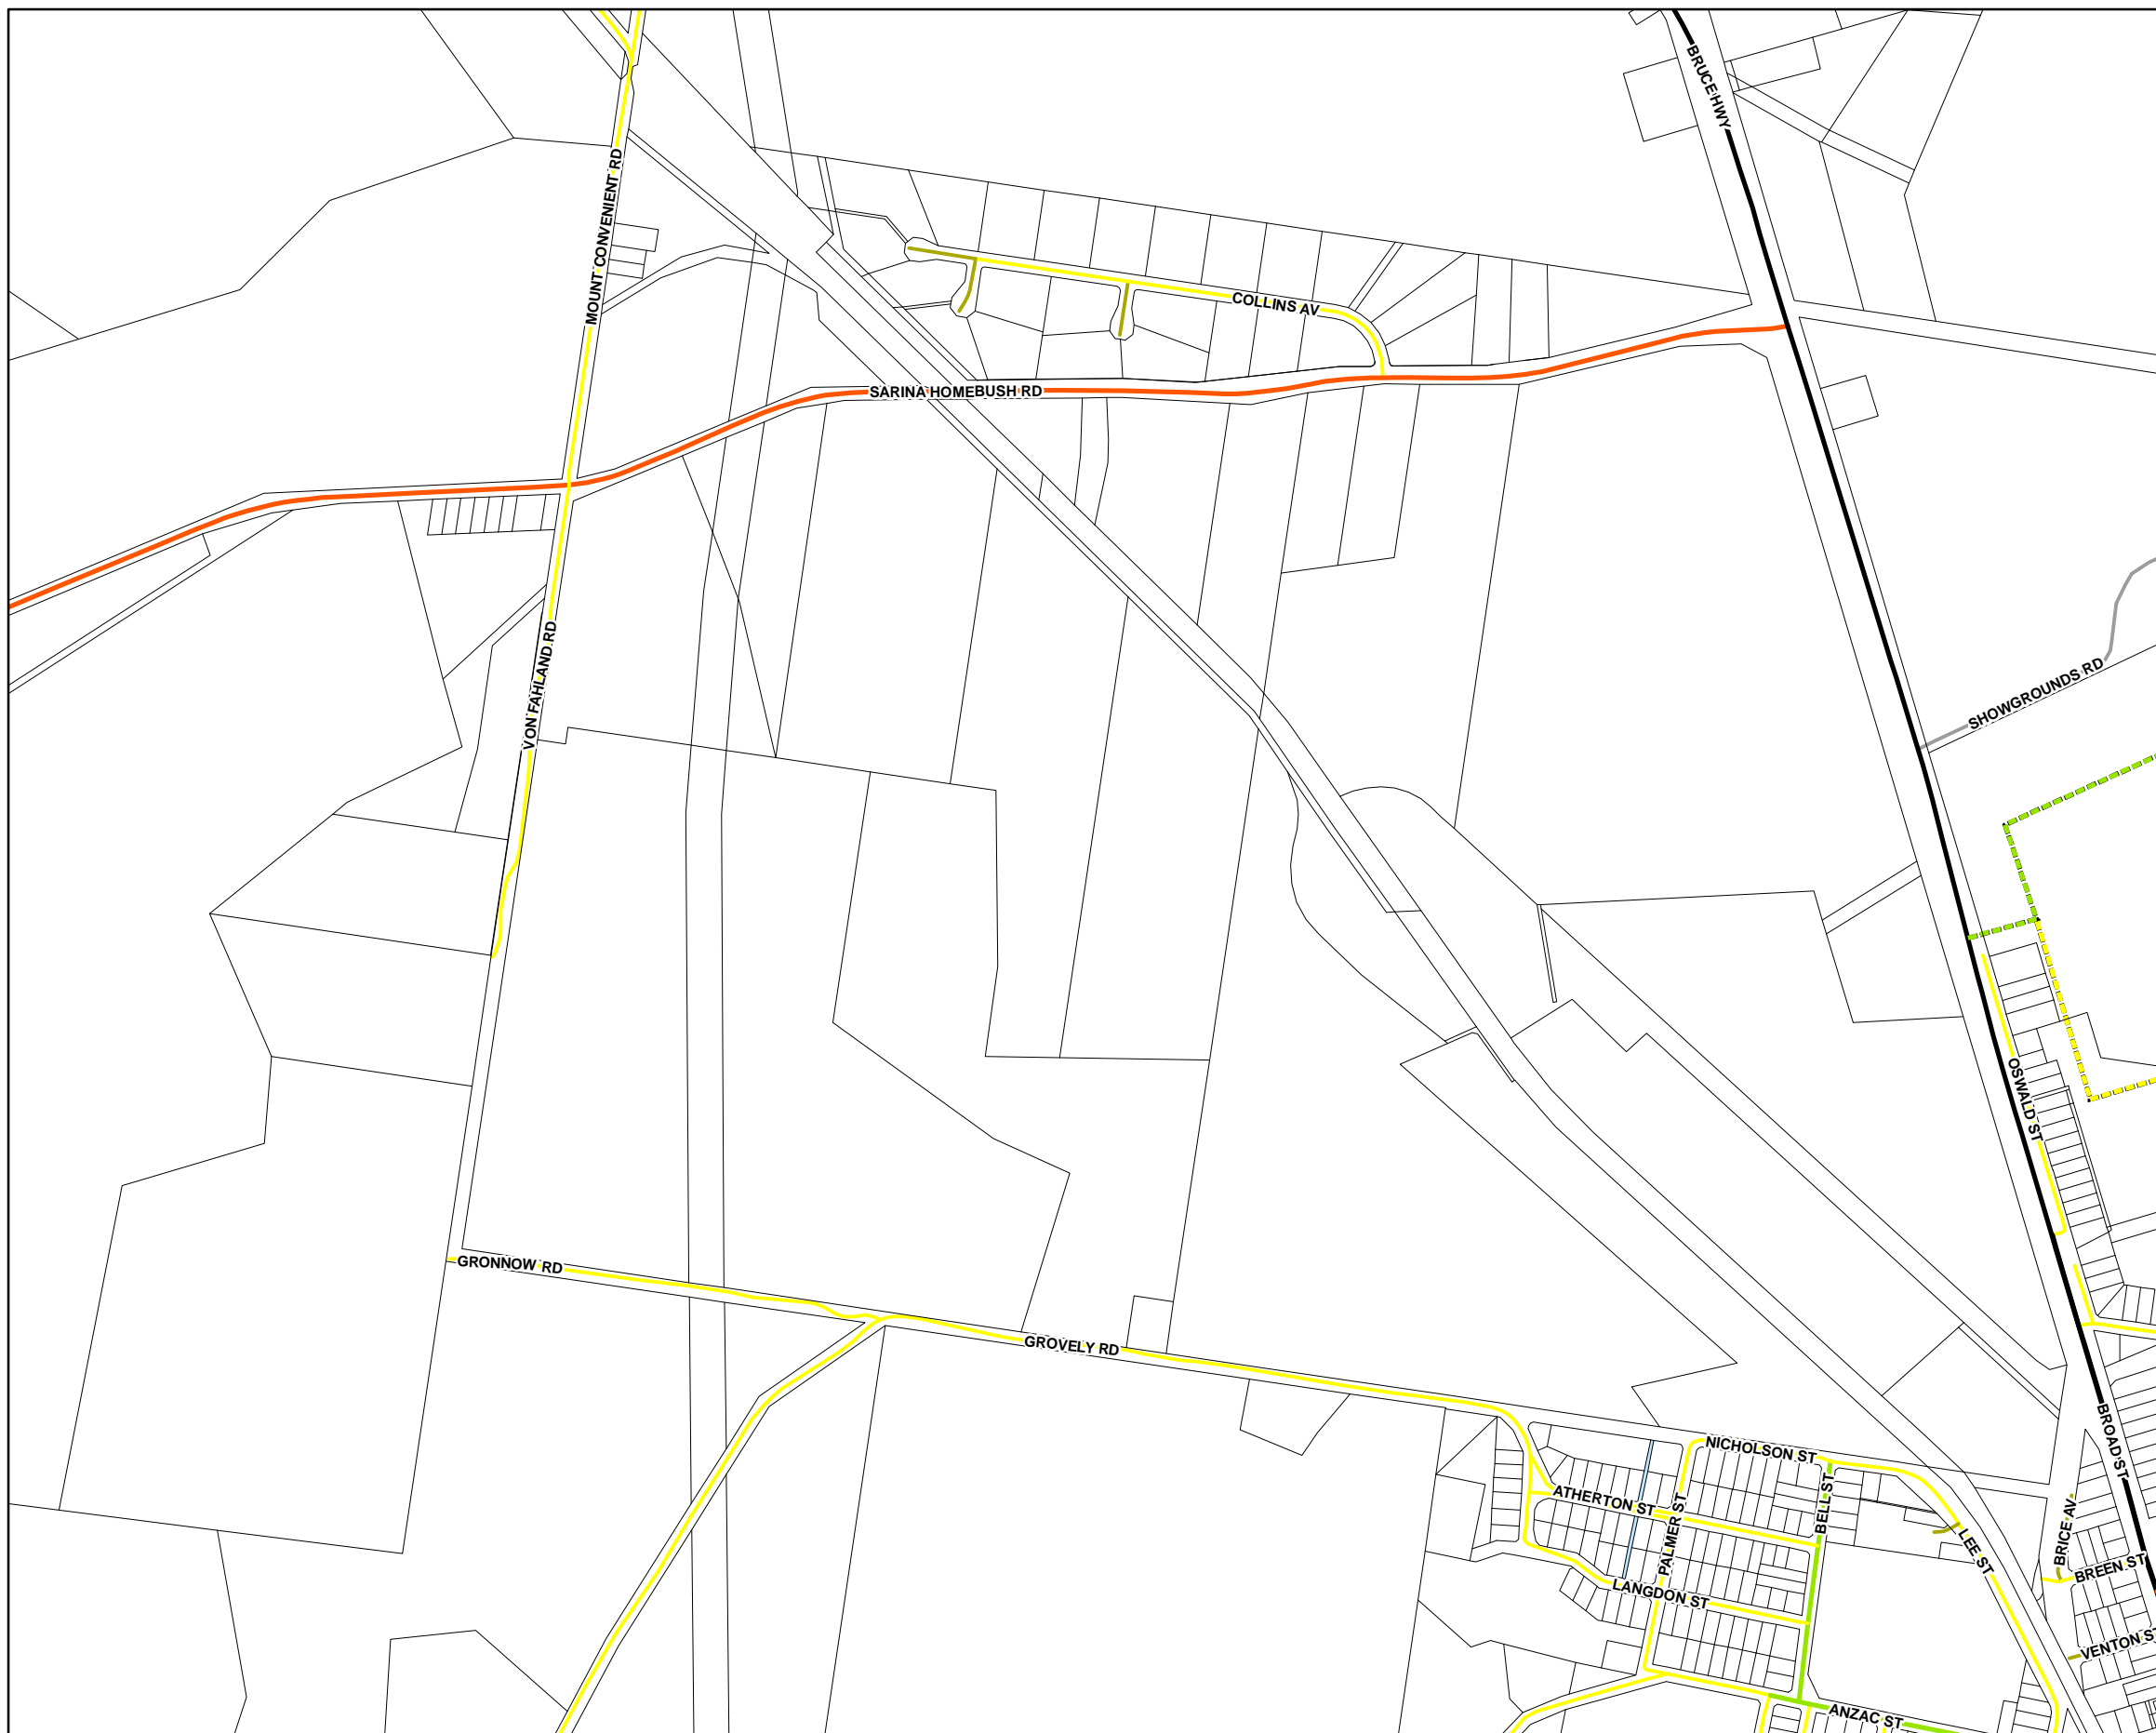 BRUCE HWY
MOUNT CONVENIENT RD
COLLINS AV
SARINA HOMEBUSH RD
VON FAHLAND RD
SHOWGROUNDS RD
OSWALD ST
GRONNOW RD
GROVELY RD
BROAD ST
NICHOLSON ST
ATHERTON ST
PALMER ST
BELL ST
LEE ST
BRICE AV
BREEN ST
LANGDON ST
VENTON ST
ANZAC ST